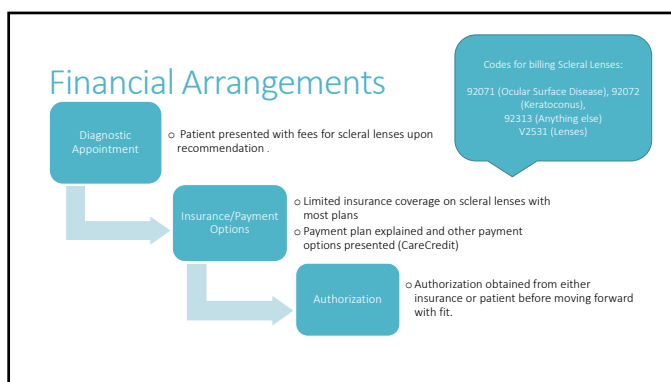 Financial Arrangements
Codes for billing Scleral Lenses:
92071 (Ocular Surface Disease), 92072
(Keratoconus),
92313 (Anything else)
V2531 (Lenses)
Diagnostic
Appointment
o Patient presented with fees for scleral lenses upon
recommendation .
Insurance/Payment
Options
o Limited insurance coverage on scleral lenses with
most plans
o Payment plan explained and other payment
options presented (CareCredit)
Authorization
o Authorization obtained from either
insurance or patient before moving forward
with fit.